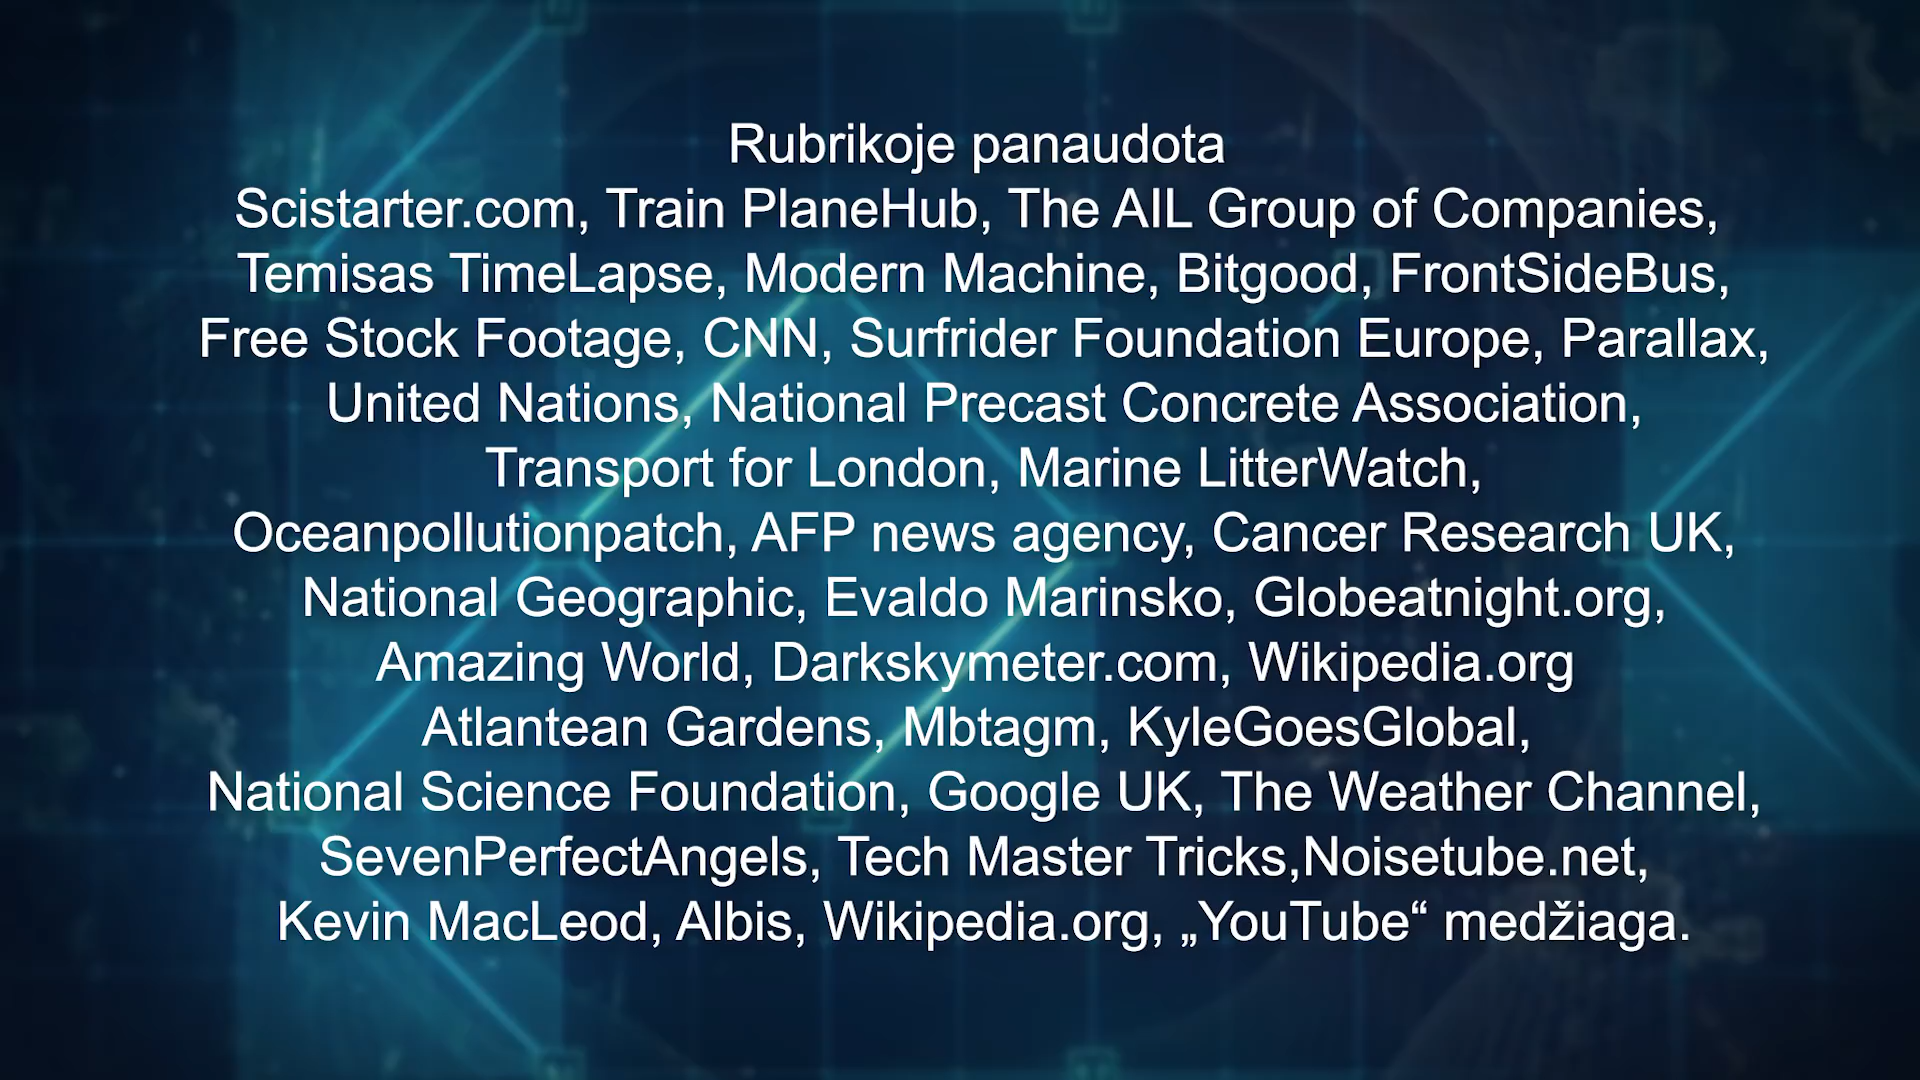 Rubrikoje panaudota
Scistarter.com, Train PlaneHub, The AIL Group of Companies,
Temisas TimeLapse, Modern Machine, Bitgood, FrontSideBus,
Free Stock Footage, CNN, Surfrider Foundation Europe, Parallax,
United Nations, National Precast Concrete Association,
Transport for London, Marine LitterWatch,
Oceanpollutionpatch, AFP news agency, Cancer Research UK,
National Geographic, Evaldo Marinsko, Globeatnight.org,
Amazing World, Darkskymeter.com, Wikipedia.org
Atlantean Gardens, Mbtagm, KyleGoesGlobal,
National Science Foundation, Google UK, The Weather Channel,
SevenPerfectAngels, Tech Master Tricks,Noisetube.net,
Kevin MacLeod, Albis, Wikipedia.org, „YouTube“ medžiaga.